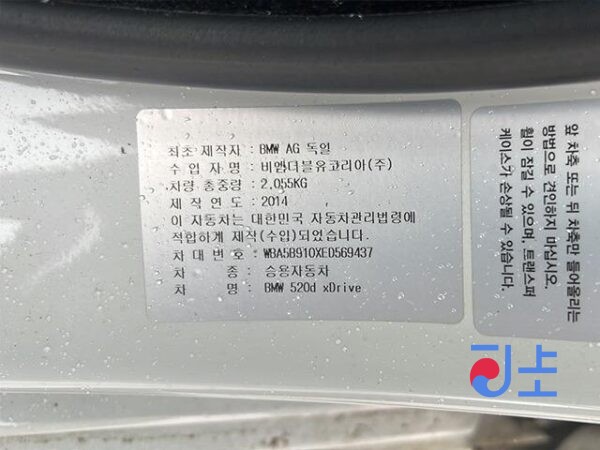 최초 제작자 : BMW AG 독일
수 입 자 명 : 비엠더블유코리아(주)
차량 총중량 : 2,055KG
제 작 연 도 : 2014
이 자동차는 대한민국 자동차관리법령에
적합하게 제작(수입)되었습니다.
차 대 번 호 : WBA5B910XED569437
차 종 : 승용자동차
차 명 : BMW 520d xDrive
앞 차축 또는 뒤 차축만 들어올리는
방법으로 견인하지 마십시오.
휠이 잠길 수 있으며, 트랜스퍼
케이스가 손상될 수 있습니다.